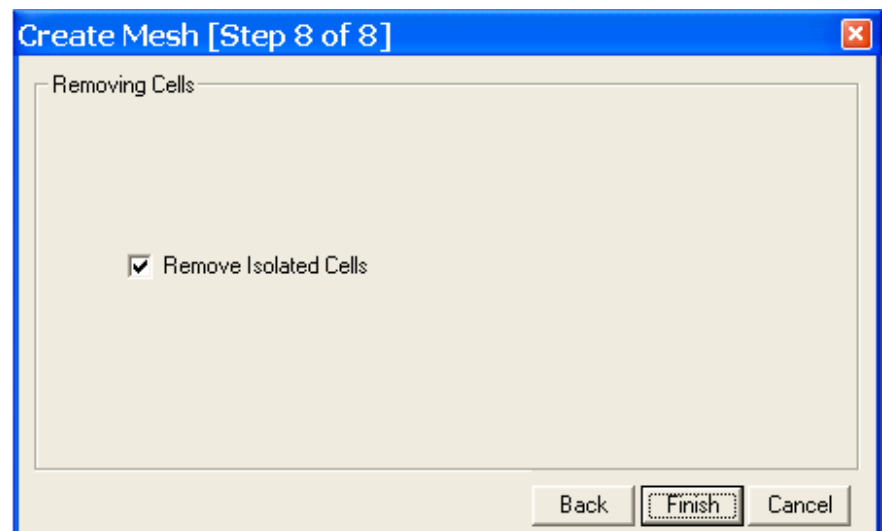 Create Mesh [Step 8 of 8]
Removing Cells
Remove Isolated Cells
Back Finish Cancel